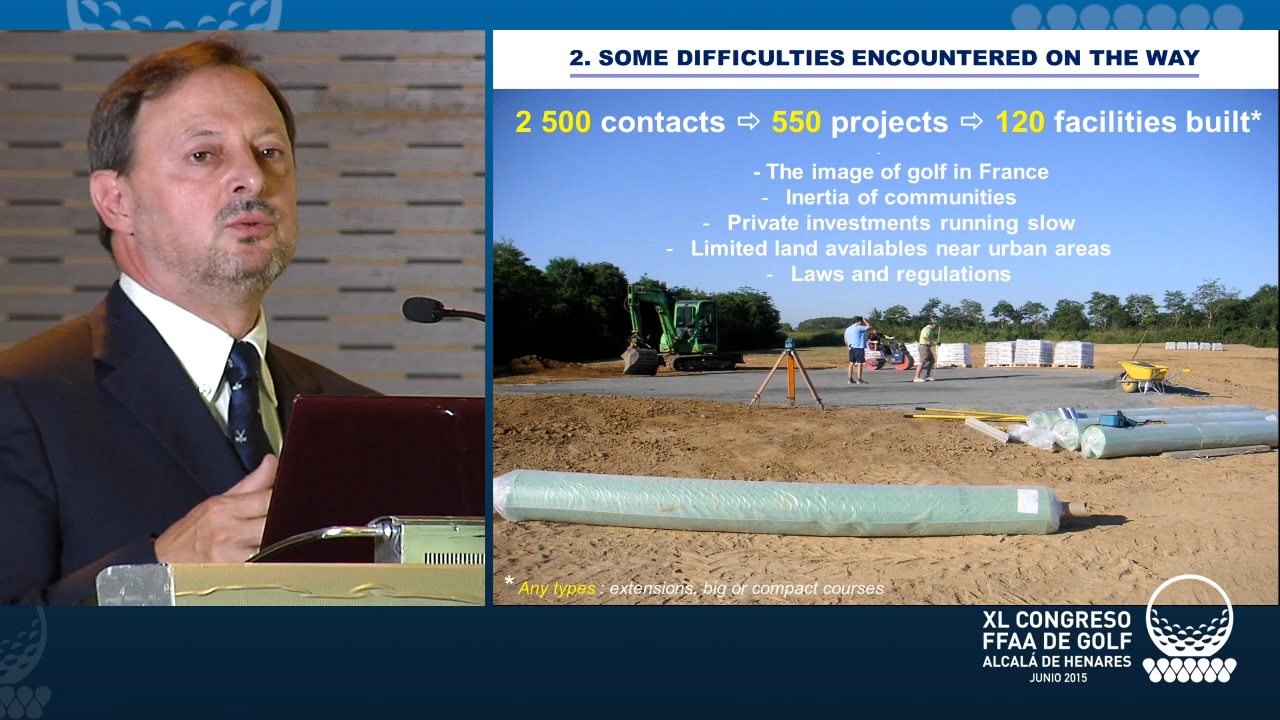 2. SOME DIFFICULTIES ENCOUNTERED ON THE WAY
2 500 contacts ⇨ 550 projects ⇨ 120 facilities built*
-
- The image of golf in France
- Inertia of communities
- Private investments running slow
- Limited land availables near urban areas
- Laws and regulations
* Any types : extensions, big or compact courses
XL CONGRESO
FFAA DE GOLF
ALCALÁ DE HENARES
JUNIO 2015